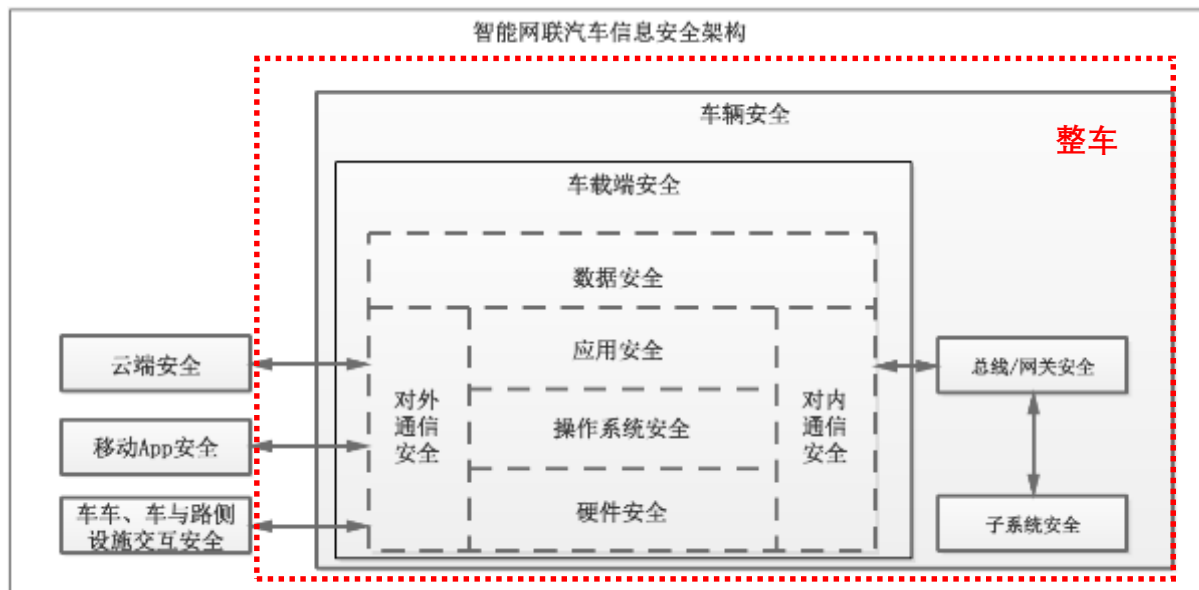 智能网联汽车信息安全架构
车辆安全
整车
车载端安全
数据安全
云端安全
移动App安全
车车、车与路侧
设施交互安全
对外
通信
安全
应用安全
操作系统安全
硬件安全
对内
通信
安全
总线/网关安全
子系统安全